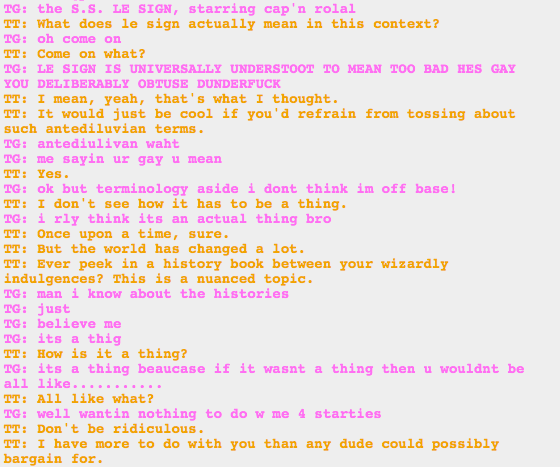 TG: the S.S. LE SIGN, starring cap'n rolal
TT: What does le sign actually mean in this context?
TG: oh come on
TT: Come on what?
TG: LE SIGN IS UNIVERSALLY UNDERSTOOT TO MEAN TOO BAD HES GAY
YOU DELIBERABLY OBTUSE DUNDERFUCK
TT: I mean, yeah, that's what I thought.
TT: It would just be cool if you'd refrain from tossing about
such antediluvian terms.
TG: antediulivan waht
TG: me sayin ur gay u mean
TT: Yes.
TG: ok but terminology aside i dont think im off base!
TT: I don't see how it has to be a thing.
TG: i rly think its an actual thing bro
TT: Once upon a time, sure.
TT: But the world has changed a lot.
TT: Ever peek in a history book between your wizardly
indulgences? This is a nuanced topic.
TG: man i know about the histories
TG: just
TG: believe me
TG: its a thig
TT: How is it a thing?
TG: its a thing beaucase if it wasnt a thing then u wouldnt be
all like...........
TT: All like what?
TG: well wantin nothing to do w me 4 starties
TT: Don't be ridiculous.
TT: I have more to do with you than any dude could possibly
bargain for.